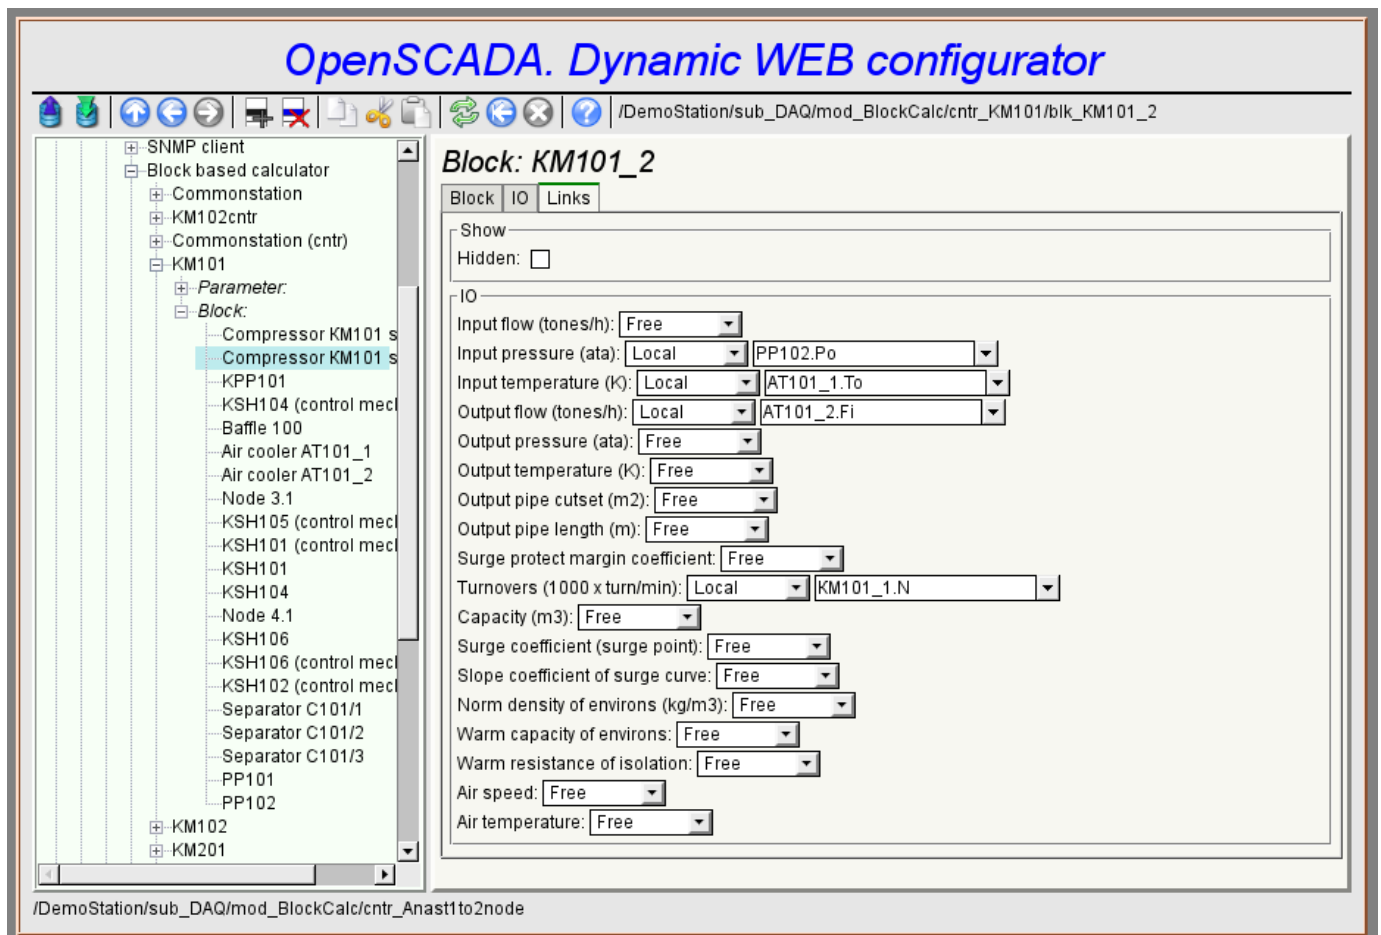 OpenSCADA. Dynamic WEB configurator
/DemoStation/sub_DAQ/mod_BlockCalc/cntr_KM101/blk_KM101_2
SNMP client
Block based calculator
Commonstation
KM102cntr
Commonstation (cntr)
KM101
Parameter:
Block:
Compressor KM101 s
Compressor KM101 s
KPP101
KSH104 (control mecl
Baffle 100
Air cooler AT101_1
Air cooler AT101_2
Node 3.1
KSH105 (control mecl
KSH101 (control mecl
KSH101
KSH104
Node 4.1
KSH106
KSH106 (control mecl
KSH102 (control mecl
Separator C101/1
Separator C101/2
Separator C101/3
PP101
PP102
KM102
KM201
Block: KM101_2
Block IO Links
Show
Hidden:
IO
Input flow (tones/h): Free
Input pressure (ata): Local PP102.Po
Input temperature (K): Local AT101_1.To
Output flow (tones/h): Local AT101_2.Fi
Output pressure (ata): Free
Output temperature (K): Free
Output pipe cutset (m2): Free
Output pipe length (m): Free
Surge protect margin coefficient: Free
Turnovers (1000 x turn/min): Local KM101_1.N
Capacity (m3): Free
Surge coefficient (surge point): Free
Slope coefficient of surge curve: Free
Norm density of environs (kg/m3): Free
Warm capacity of environs: Free
Warm resistance of isolation: Free
Air speed: Free
Air temperature: Free
/DemoStation/sub_DAQ/mod_BlockCalc/cntr_Anast1to2node